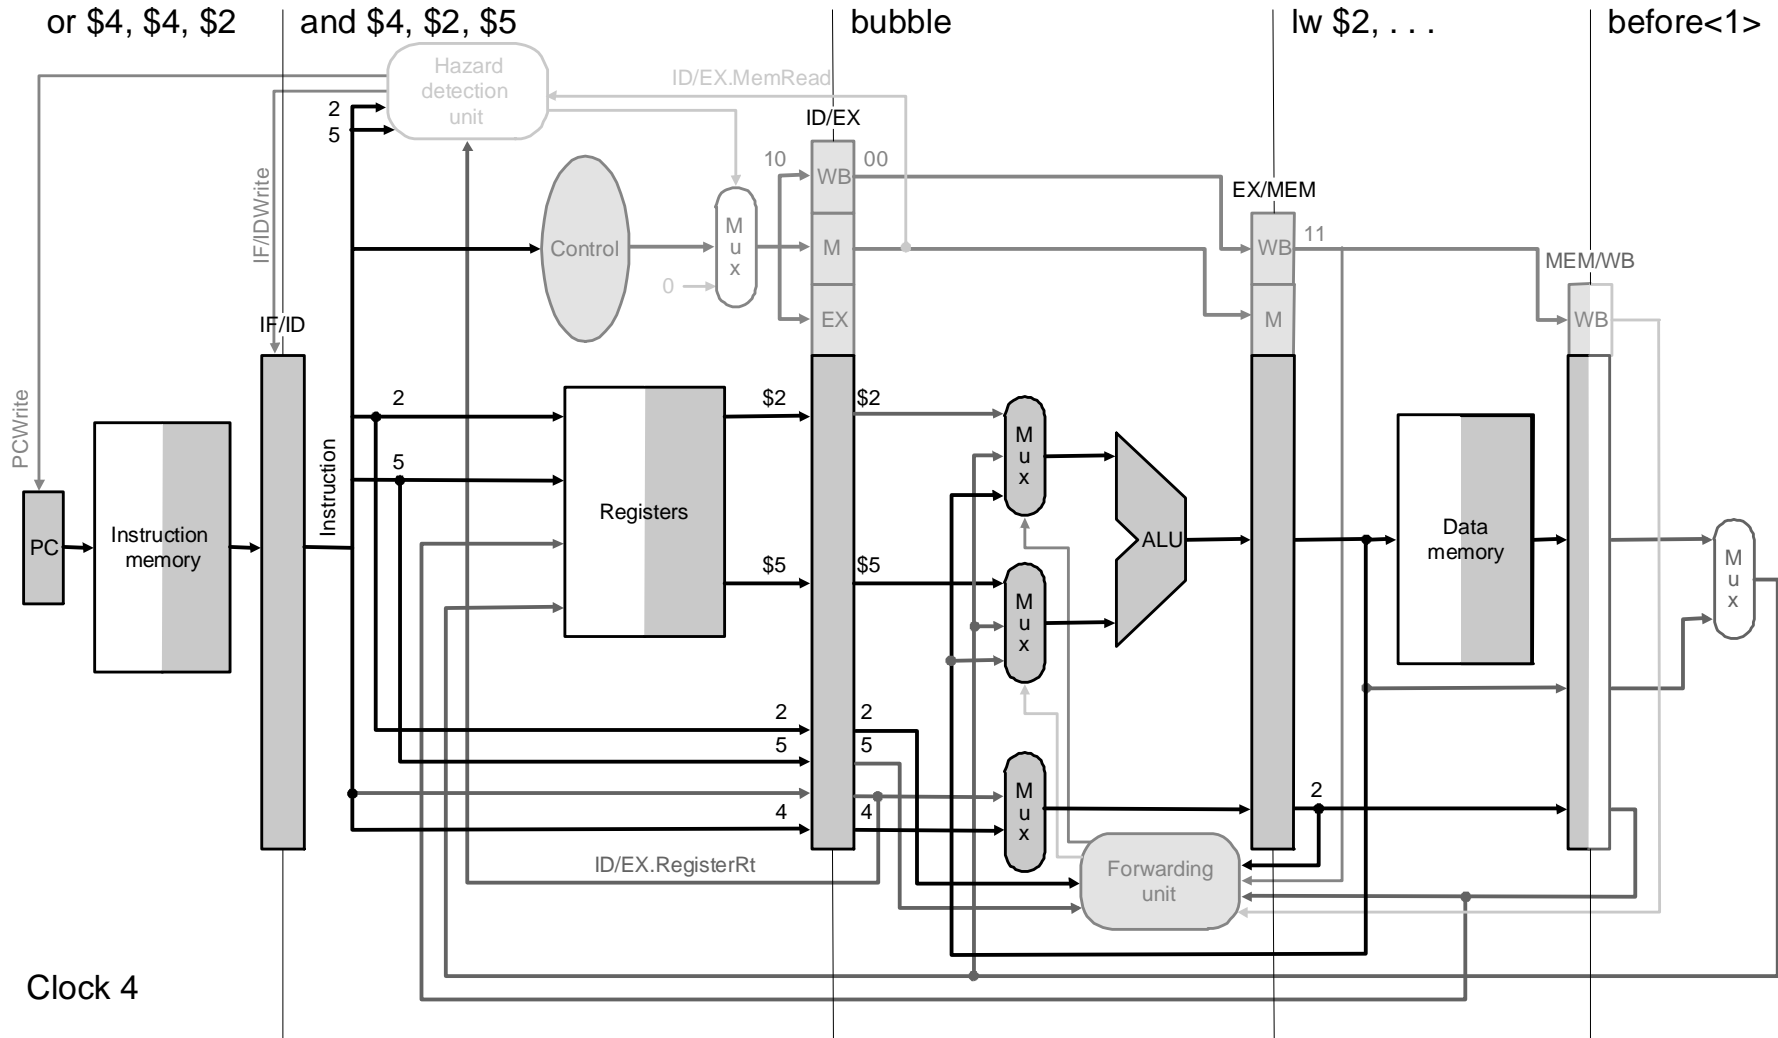 or $4, $4, $2
and $4, $2, $5
bubble
lw $2, . . .
before<1>
Hazard
detection
unit
ID/EX.MemRead
2
5
ID/EX
10
WB
00
EX/MEM
IF/IDWrite
Control
M
u
x
0
M
EX
WB
11
M
MEM/WB
WB
IF/ID
PCWrite
Instruction
2
5
$2
$2
$5
$5
Registers
PC
Instruction
memory
M
u
x
M
u
x
ALU
Data
memory
M
u
x
2
2
5
5
4
4
M
u
x
2
ID/EX.RegisterRt
Forwarding
unit
Clock 4